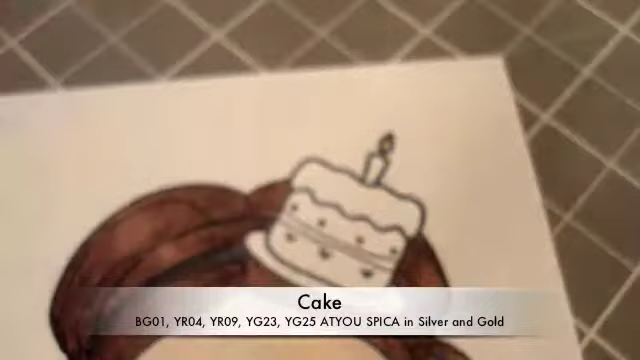 Cake
BG01, YR04, YR09, YG23, YG25 ATYOU SPICA in Silver and Gold